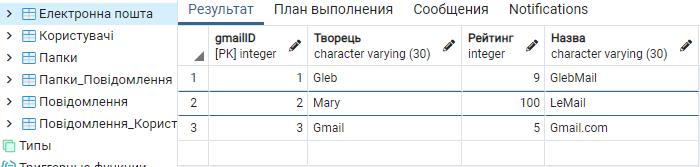 Електронна пошта
Користувачі
Папки
Папки_Повідомлення
Повідомлення
Повідомлення_Корист
Типы
Триггерные функции
Результат План выполнения Сообщения Notifications
gmailID Творець Рейтинг Назва
[PK] integer character varying (30) integer character varying (30)
1 1 Gleb 9 GlebMail
2 2 Mary 100 LeMail
3 3 Gmail 5 Gmail.com